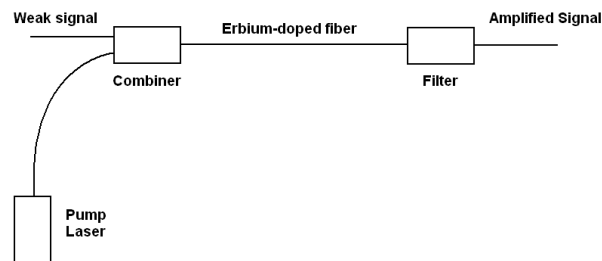 Weak signal
Erbium-doped fiber
Amplified Signal
Combiner
Filter
Pump
Laser